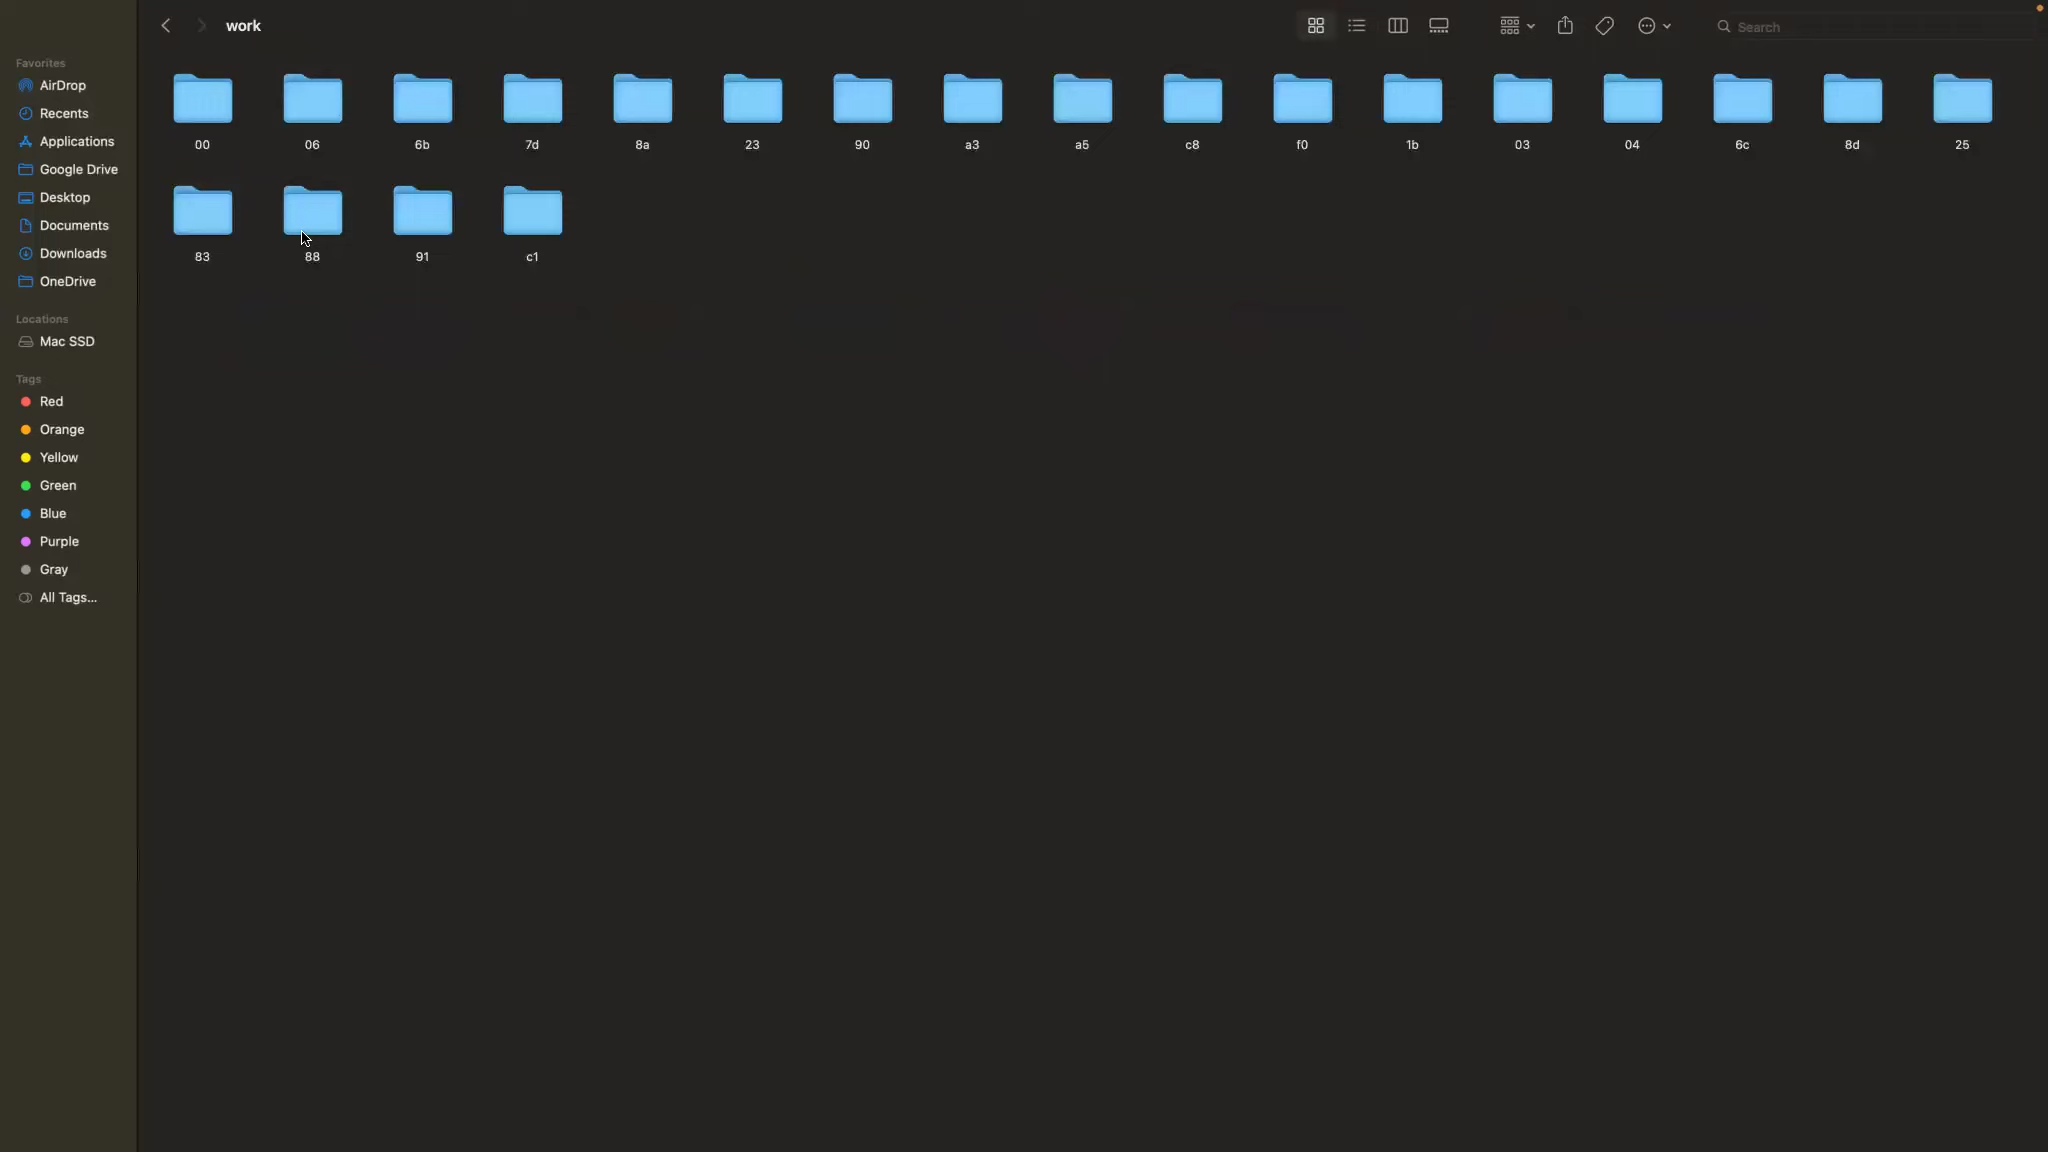 work
Search
Favorites
AirDrop
Recents
Applications
Google Drive
Desktop
Documents
Downloads
OneDrive
Locations
Mac SSD
Tags
Red
Orange
Yellow
Green
Blue
Purple
Gray
All Tags...
00 06 6b 7d 8a 23 90 a3 a5 c8 f0 1b 03 04 6c 8d 25
83 88 91 c1